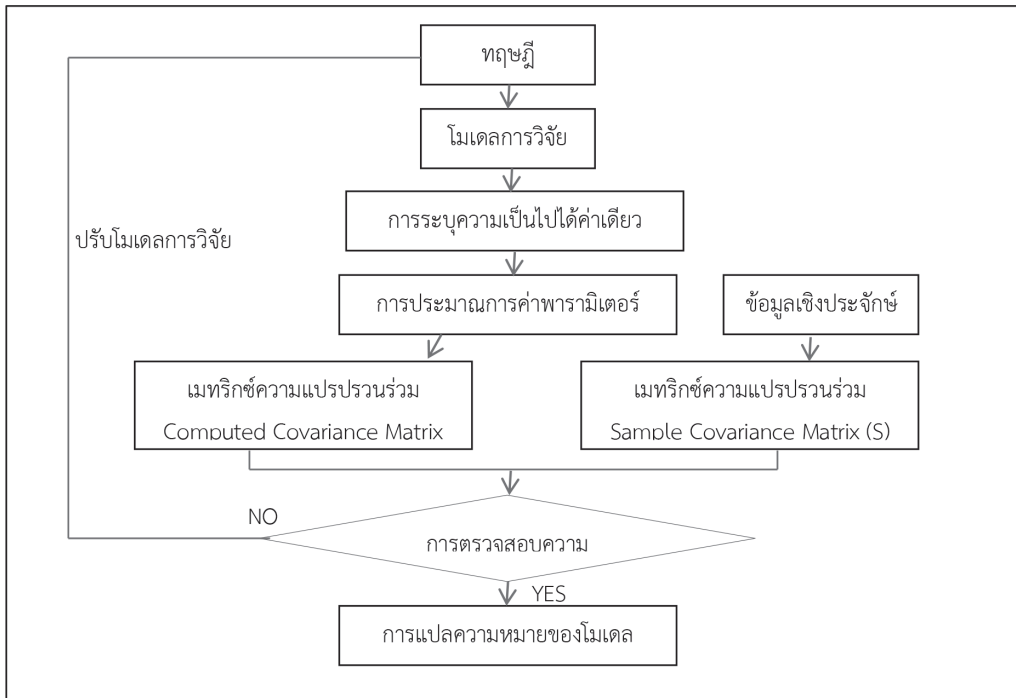 ทฤษฎี
โมเดลการวิจัย
การระบุความเป็นไปได้ค่าเดียว
ปรับโมเดลการวิจัย
การประมาณการค่าพารามิเตอร์
ข้อมูลเชิงประจักษ์
เมทริกซ์ความแปรปรวนร่วม
Computed Covariance Matrix
เมทริกซ์ความแปรปรวนร่วม
Sample Covariance Matrix (S)
NO
การตรวจสอบความ
YES
การแปลความหมายของโมเดล